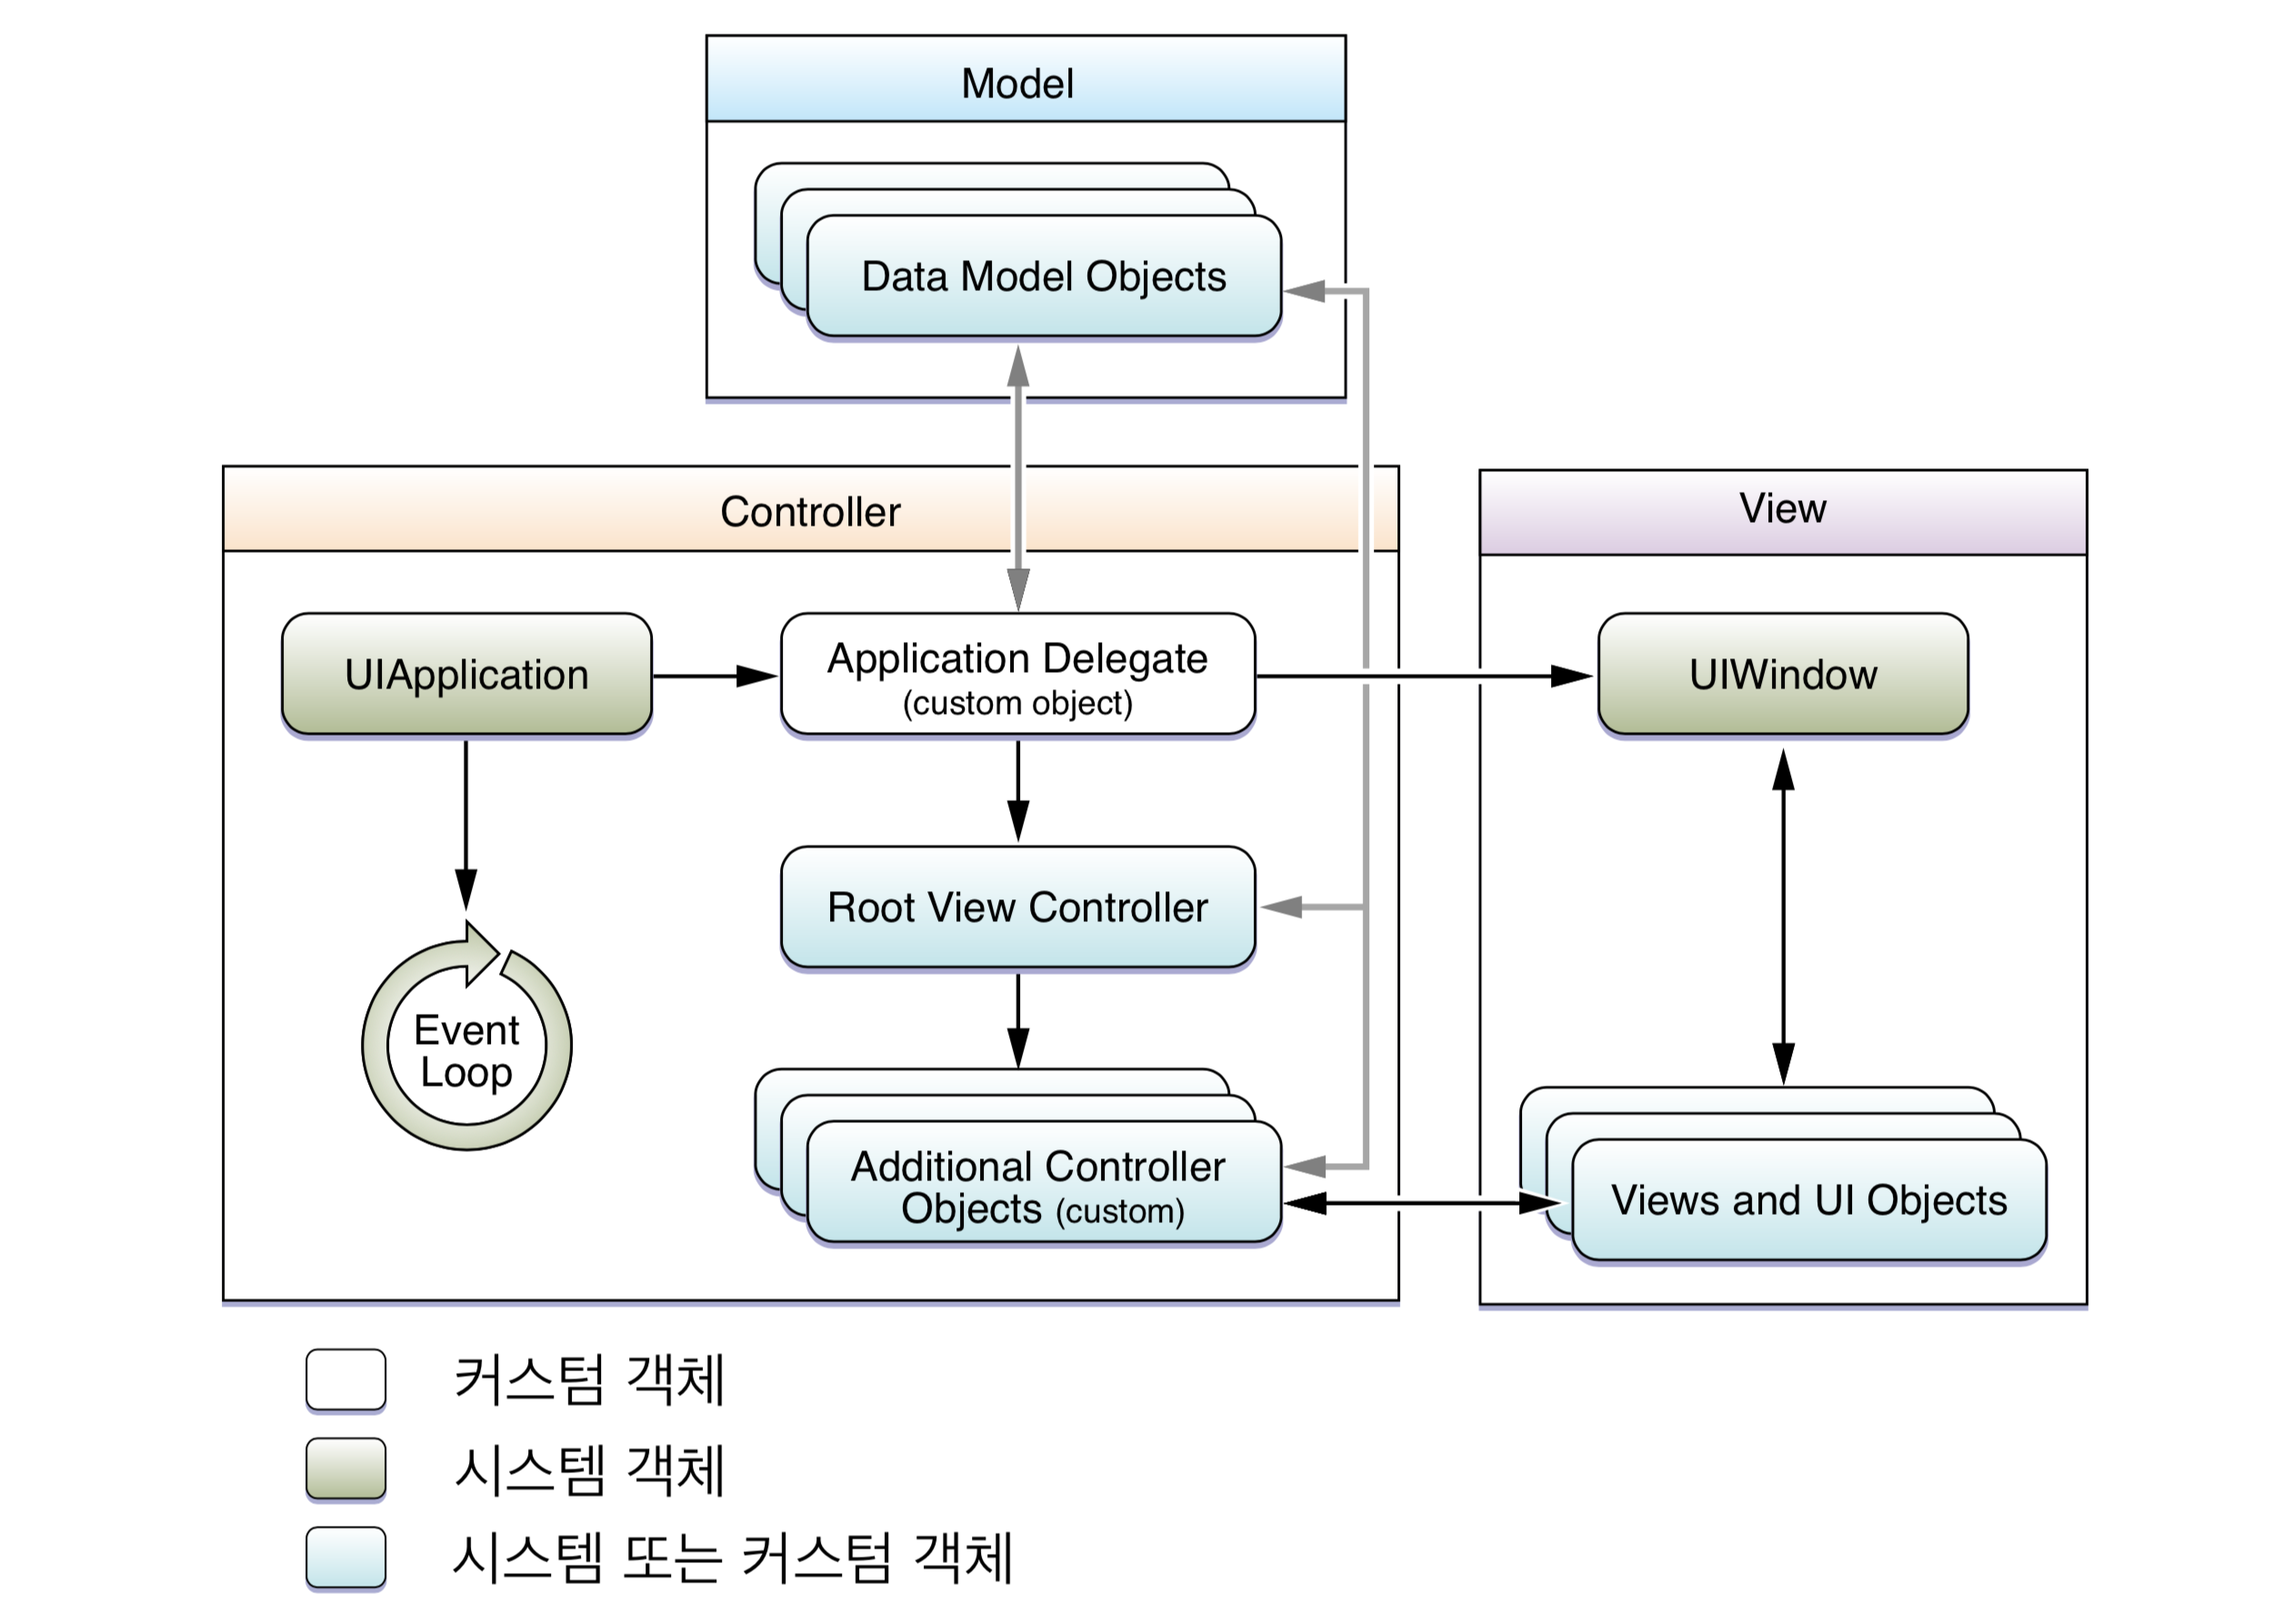 Model
Data Model Objects
Controller
View
UIApplication
Application Delegate
(custom object)
UIWindow
Root View Controller
Event
Loop
Additional Controller
Objects (custom)
Views and UI Objects
커스텀 객체
시스템 객체
시스템 또는 커스텀 객체